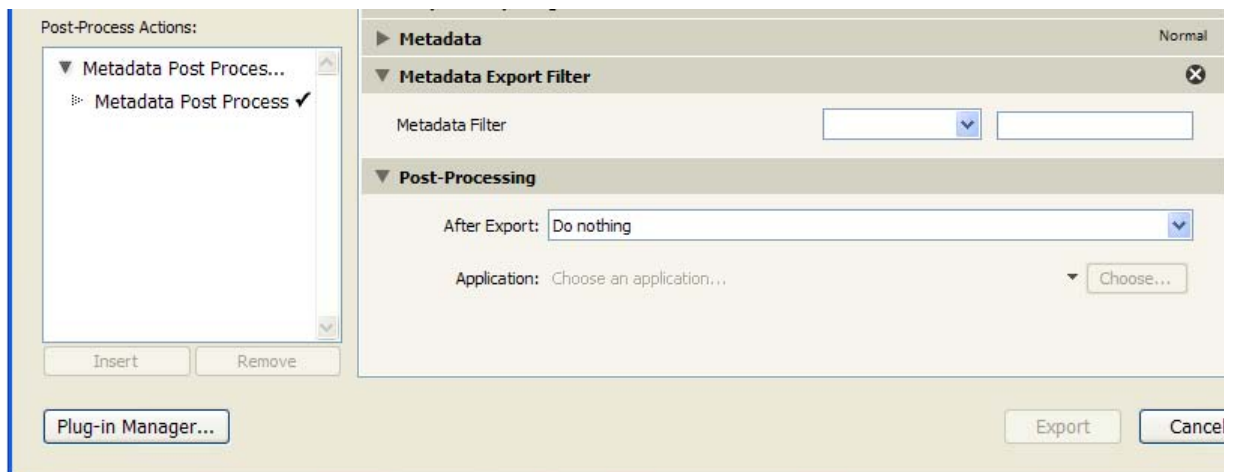 Post-Process Actions:
Metadata Post Proces...
Metadata Post Process ✔
Insert Remove
Plug-in Manager...
Metadata Normal
Metadata Export Filter
Metadata Filter
Post-Processing
After Export: Do nothing
Application: Choose an application... Choose...
Export Cancel